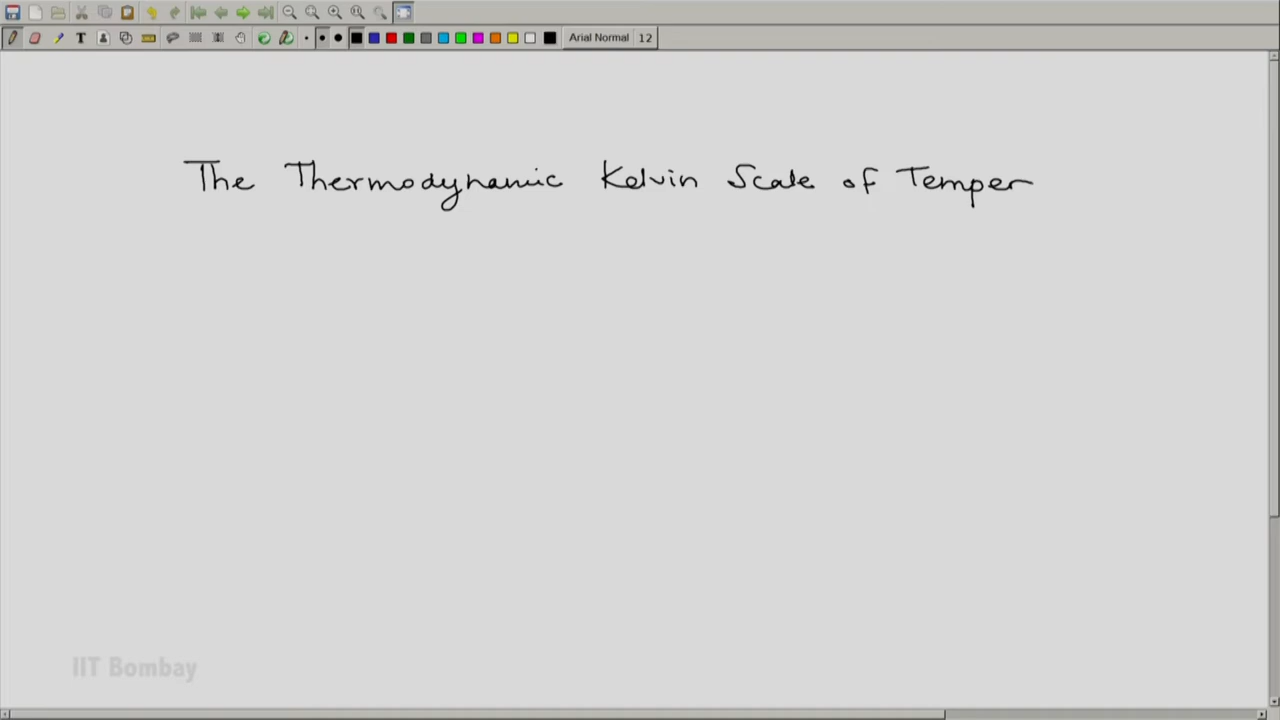 Arial Normal 12
The Thermodynamic Kelvin Scale of Temper
IIT Bombay